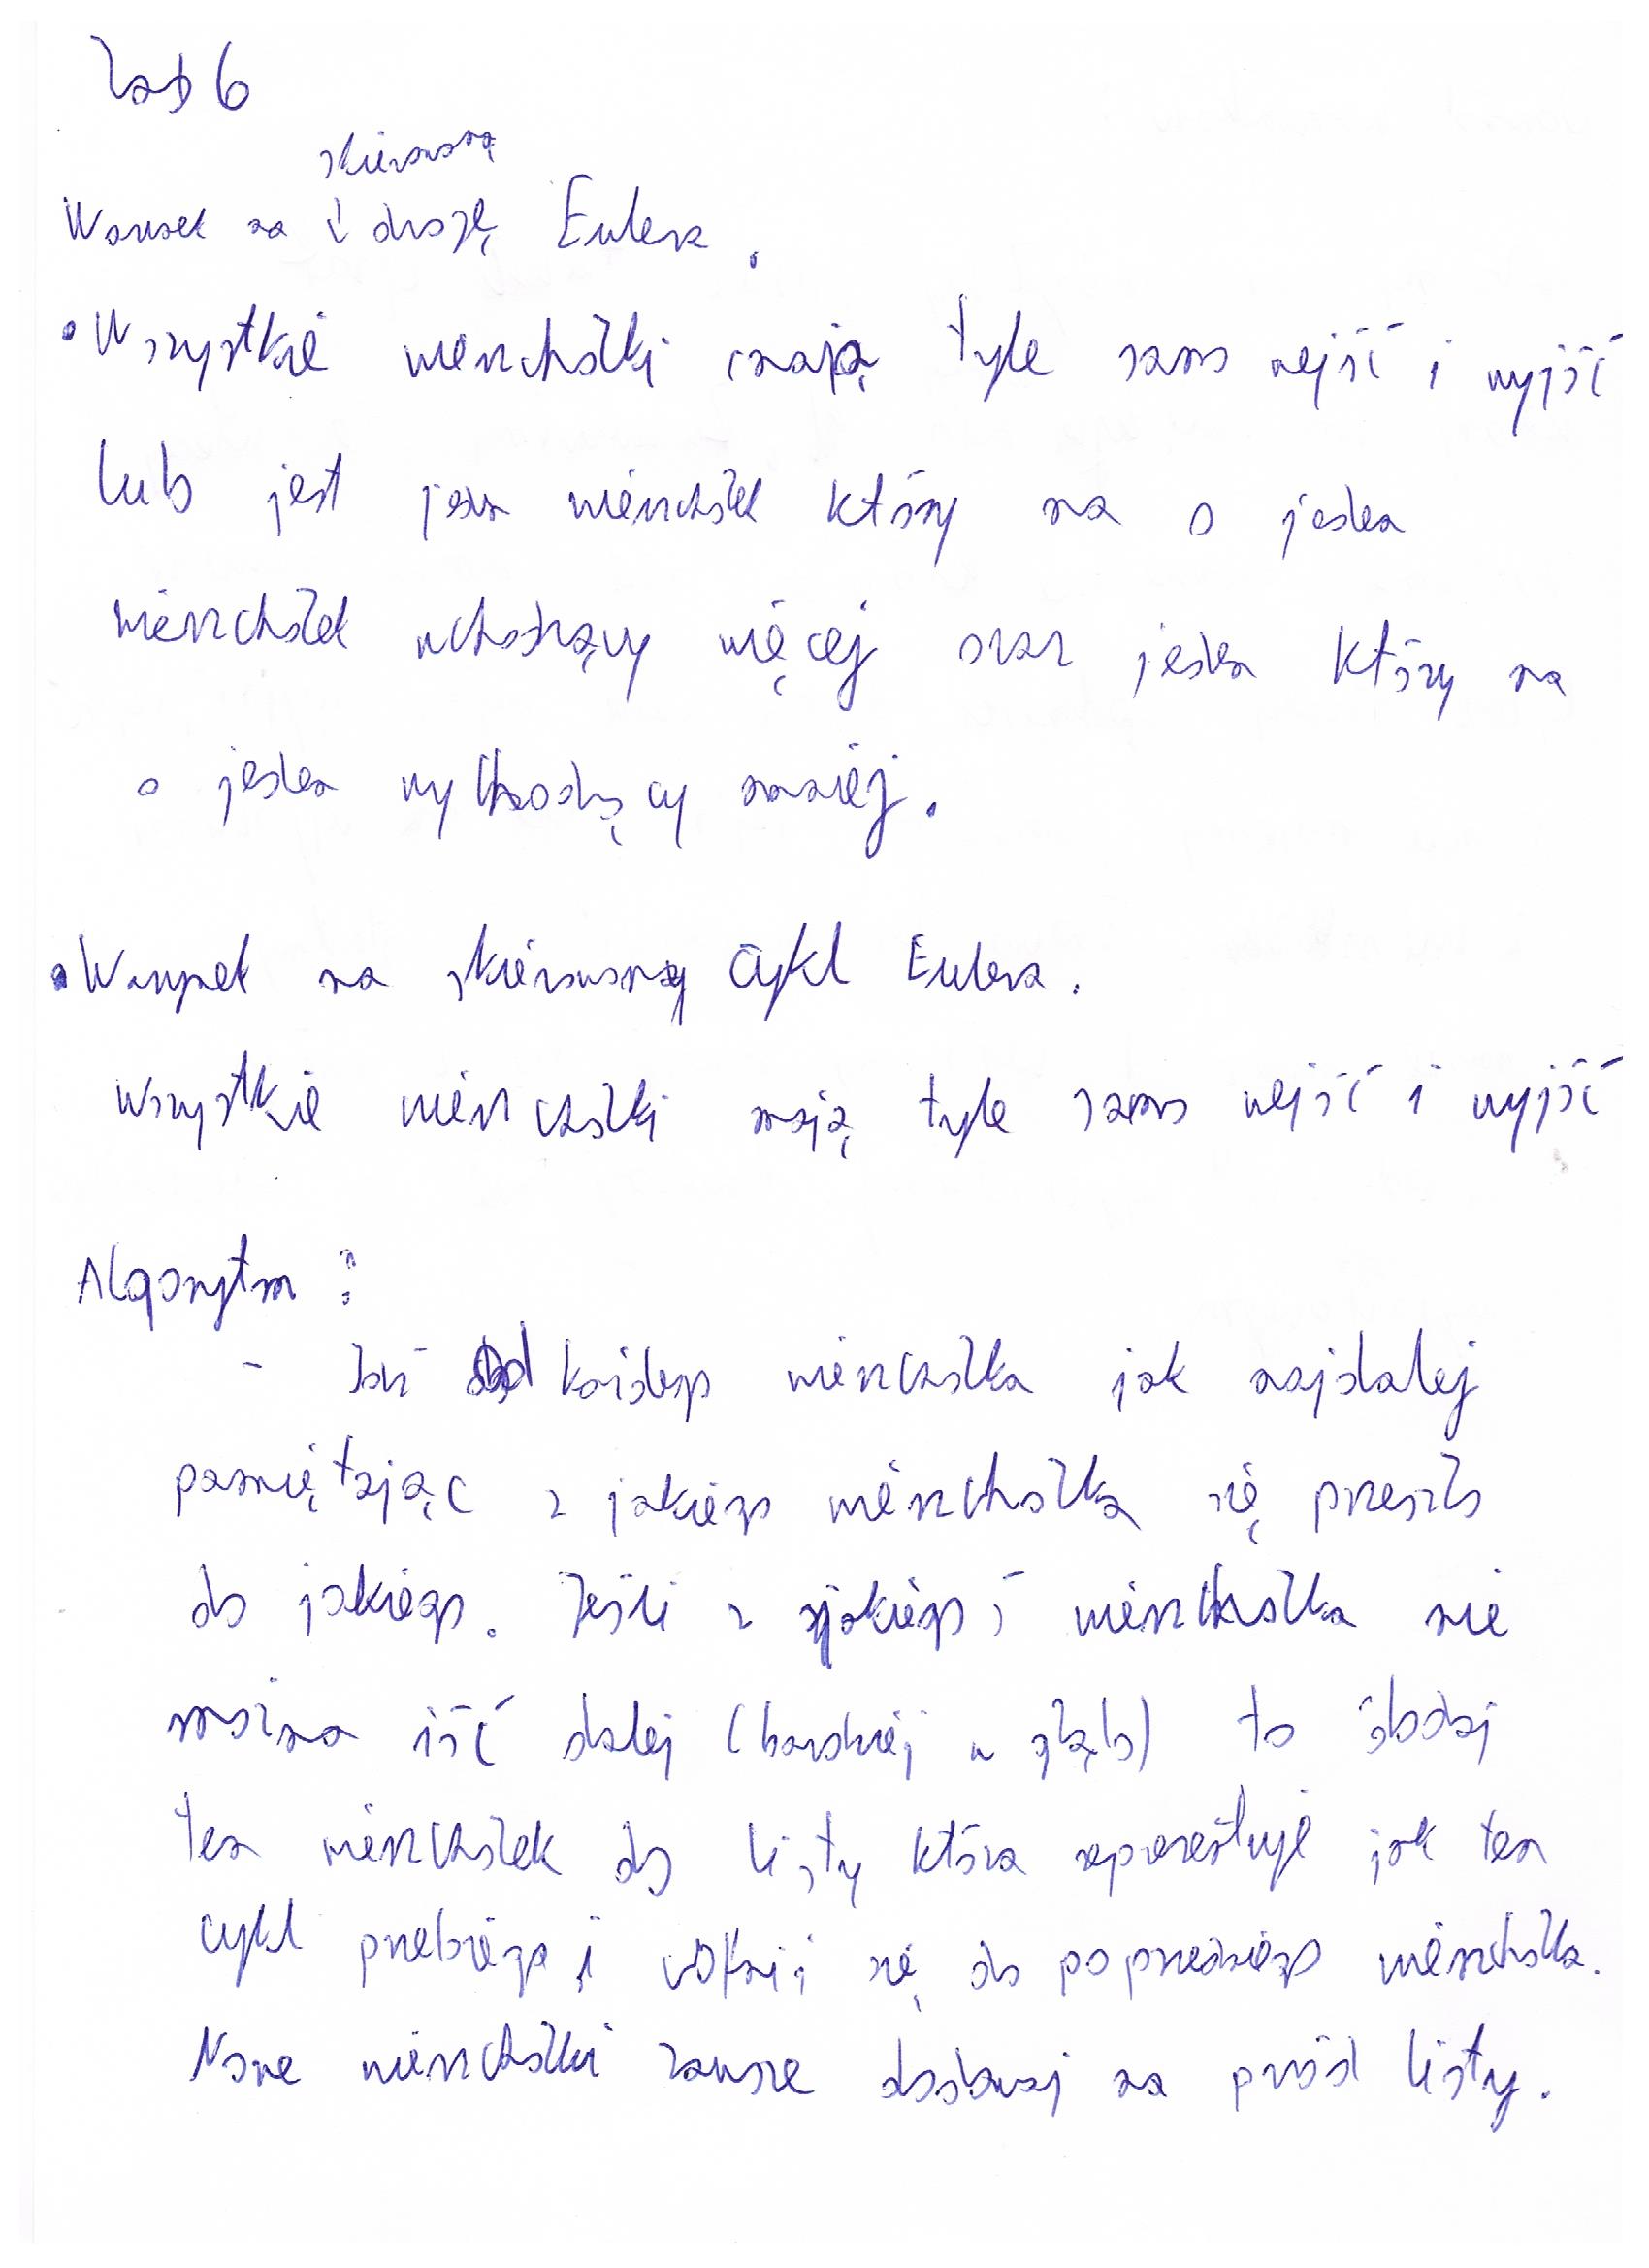 Zad 6
skierowaną
Warunek na drogę Eulera.
• Wszystkie wierzchołki mają tyle samo wejść i wyjść
lub jest jeden wierzchołek który ma o jeden
wierzchołek wchodzący więcej oraz jeden który ma
o jeden wychodzący mniej.
• Warunek na skierowany cykl Eulera.
Wszystkie wierzchołki mają tyle samo wejść i wyjść
Algorytm :
- Idź od każdego wierzchołka jak najdalej
pamiętając z jakiego wierzchołka się przeszło
do jakiego. Jeśli z jakiegoś wierzchołka nie
można iść dalej (bardziej w głąb) to dodaj
ten wierzchołek do listy która reprezentuje jak ten
cykl przebiega i cofnij się do poprzedniego wierzchołka.
Nowe wierzchołki zawsze dodawaj na przód listy.